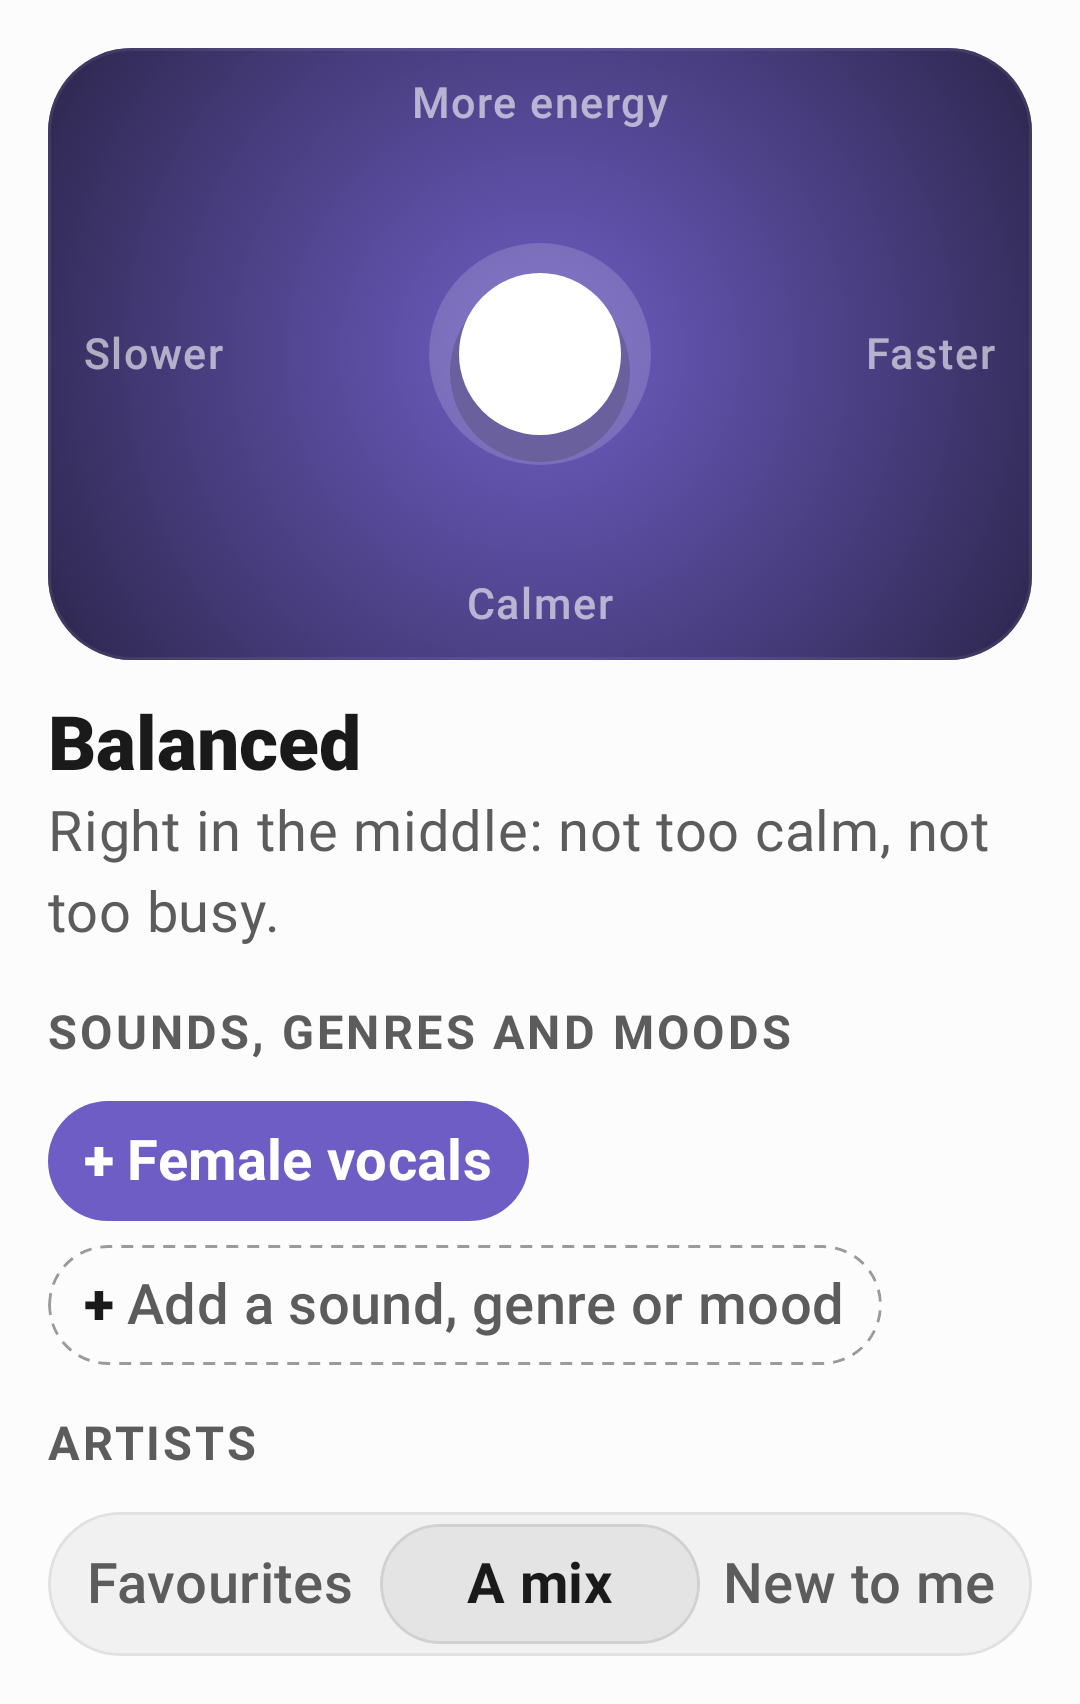 More energy
Slower
Faster
Calmer
Balanced
Right in the middle: not too calm, not
too busy.
SOUNDS, GENRES AND MOODS
+ Female vocals
+ Add a sound, genre or mood
ARTISTS
Favourites
A mix
New to me